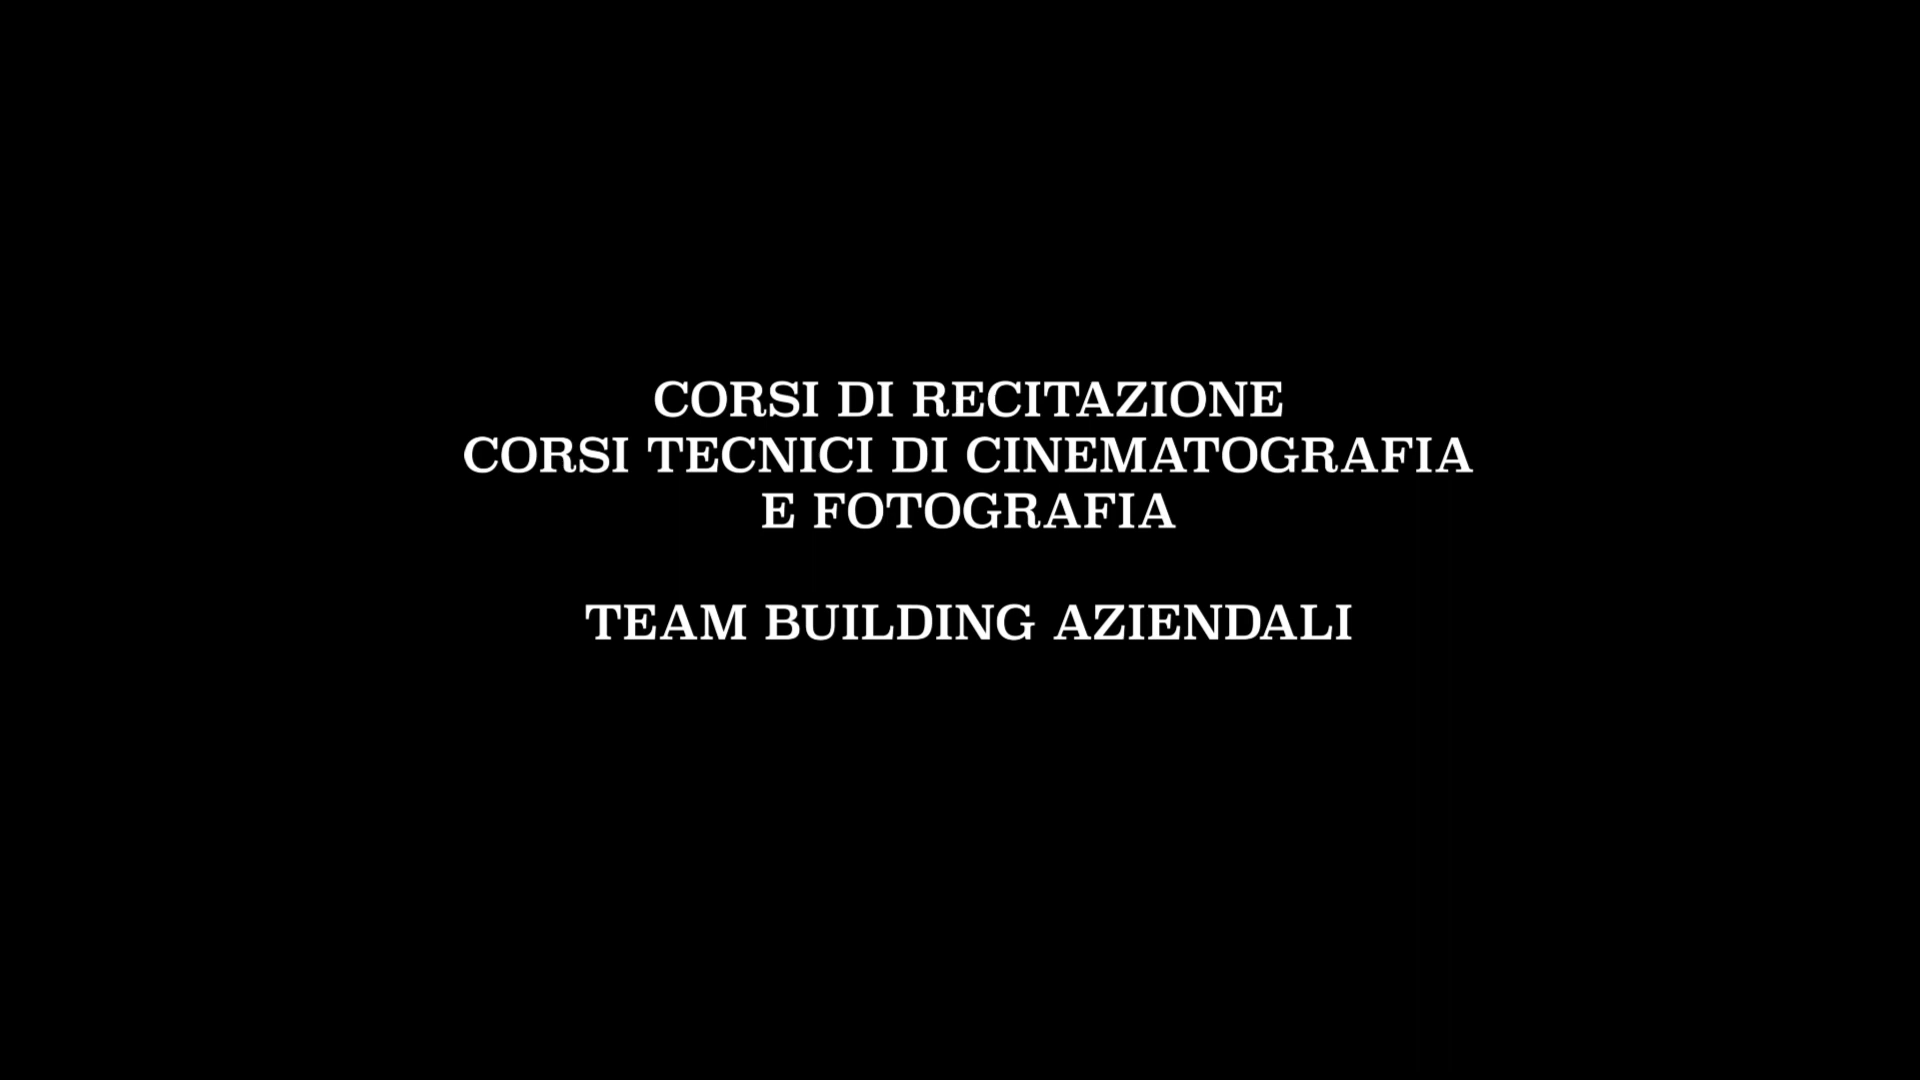 CORSI DI RECITAZIONE
CORSI TECNICI DI CINEMATOGRAFIA
E FOTOGRAFIA
TEAM BUILDING AZIENDALI